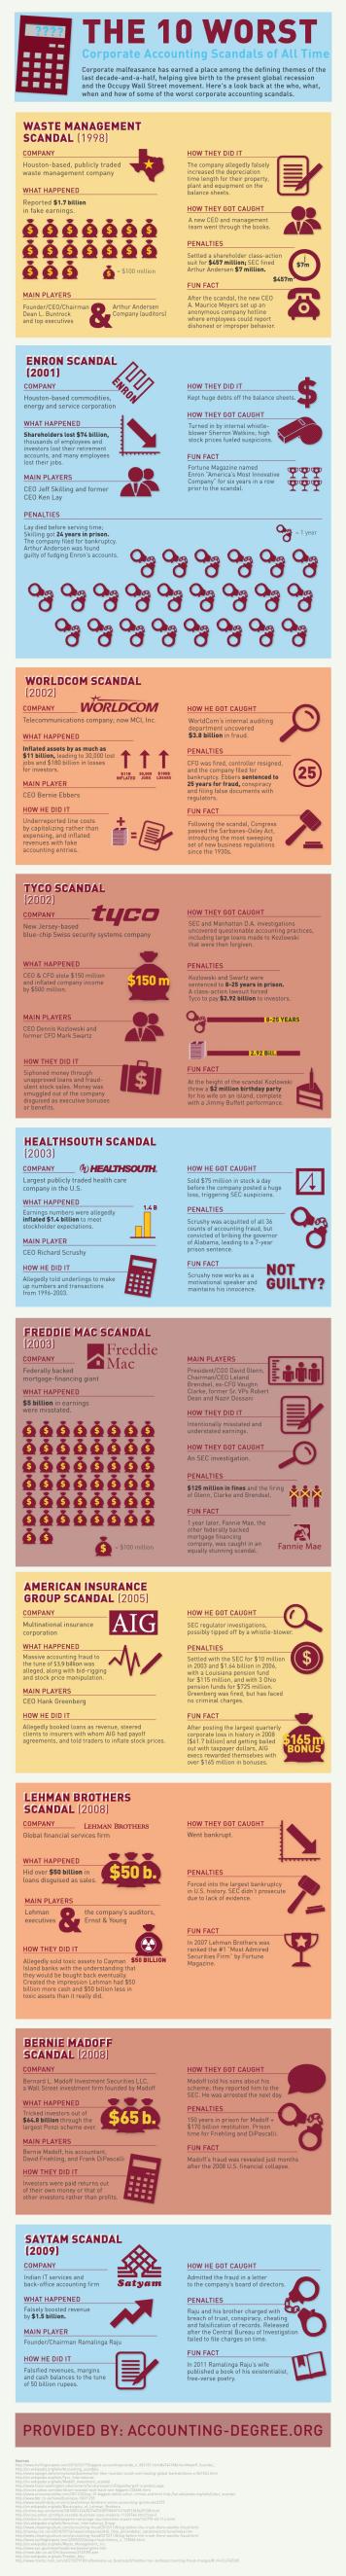 ????
THE 10 WORST
Corporate Accounting Scandals of All Time
Corporate malfeasance has earned a place among the defining themes of the
last decade-and-a-half, helping give birth to the present global recession
and the Occupy Wall Street movement. Here's a look back at the who, what,
when and how of some of the worst corporate accounting scandals.
WASTE MANAGEMENT
SCANDAL (1998)
COMPANY
Houston-based, publicly traded
waste management company
WHAT HAPPENED
Reported $1.7 billion
in fake earnings.
= $100 million
MAIN PLAYERS
Founder/CEO/Chairman
Dean L. Buntrock
and top executives
&
Arthur Andersen
Company (auditors)
HOW THEY DID IT
The company allegedly falsely
increased the depreciation
time length for their property,
plant and equipment on the
balance sheets.
HOW THEY GOT CAUGHT
A new CEO and management
team went through the books.
PENALTIES
Settled a shareholder class-action
suit for $457 million; SEC fined
Arthur Andersen $7 million.
$7m
$457m
FUN FACT
After the scandal, the new CEO
A. Maurice Meyers set up an
anonymous company hotline
where employees could report
dishonest or improper behavior.
ENRON SCANDAL
(2001)
COMPANY
Houston-based commodities,
energy and service corporation
ENRON
WHAT HAPPENED
Shareholders lost $74 billion,
thousands of employees and
investors lost their retirement
accounts, and many employees
lost their jobs.
MAIN PLAYERS
CEO Jeff Skilling and former
CEO Ken Lay
HOW THEY DID IT
Kept huge debts off the balance sheets.
HOW THEY GOT CAUGHT
Turned in by internal whistle-
blower Sherron Watkins; high
stock prices fueled suspicions.
FUN FACT
Fortune Magazine named
Enron "America's Most Innovative
Company" for six years in a row
prior to the scandal.
PENALTIES
Lay died before serving time;
Skilling got 24 years in prison.
The company filed for bankruptcy.
Arthur Andersen was found
guilty of fudging Enron's accounts.
= 1 year
WORLDCOM SCANDAL
(2002)
COMPANY
WORLDCOM
Telecommunications company; now MCI, Inc.
WHAT HAPPENED
Inflated assets by as much as
$11 billion, leading to 30,000 lost
jobs and $180 billion in losses
for investors.
MAIN PLAYER
CEO Bernie Ebbers
HOW HE DID IT
Underreported line costs
by capitalizing rather than
expensing, and inflated
revenues with fake
accounting entries.
HOW HE GOT CAUGHT
WorldCom's internal auditing
department uncovered
$3.8 billion in fraud.
PENALTIES
CFO was fired, controller resigned,
and the company filed for
bankruptcy. Ebbers sentenced to
25 years for fraud, conspiracy
and filing false documents with
regulators.
25
FUN FACT
Following the scandal, Congress
passed the Sarbanes-Oxley Act,
introducing the most sweeping
set of new business regulations
since the 1930s.
TYCO SCANDAL
(2002)
COMPANY
tyco
New Jersey-based
blue-chip Swiss security systems company
WHAT HAPPENED
CEO & CFO stole $150 million
and inflated company income
by $500 million.
$150 m
MAIN PLAYERS
CEO Dennis Kozlowski and
former CFO Mark Swartz
HOW THEY DID IT
Siphoned money through
unapproved loans and fraud-
ulent stock sales. Money was
smuggled out of the company
disguised as executive bonuses
or benefits.
HOW THEY GOT CAUGHT
SEC and Manhattan D.A. investigations
uncovered questionable accounting practices,
including large loans made to Kozlowski
that were then forgiven.
PENALTIES
Kozlowski and Swartz were
sentenced to 8-25 years in prison.
A class-action lawsuit forced
Tyco to pay $2.92 billion to investors.
8-25 YEARS
2.92 BILL
FUN FACT
At the height of the scandal Kozlowski
threw a $2 million birthday party
for his wife on an island, complete
with a Jimmy Buffett performance.
HEALTHSOUTH SCANDAL
(2003)
COMPANY
HEALTHSOUTH.
Largest publicly traded health care
company in the U.S.
WHAT HAPPENED
Earnings numbers were allegedly
inflated $1.4 billion to meet
stockholder expectations.
1.4 B
MAIN PLAYER
CEO Richard Scrushy
HOW HE DID IT
Allegedly told underlings to make
up numbers and transactions
from 1996-2003.
HOW HE GOT CAUGHT
Sold $75 million in stock a day
before the company posted a huge
loss, triggering SEC suspicions.
PENALTIES
Scrushy was acquitted of all 36
counts of accounting fraud, but
convicted of bribing the governor
of Alabama, leading to a 7-year
prison sentence.
FUN FACT
Scrushy now works as a
motivational speaker and
maintains his innocence.
NOT
GUILTY?
FREDDIE MAC SCANDAL
(2003)
COMPANY
Freddie
Mac
Federally backed
mortgage-financing giant
WHAT HAPPENED
$5 billion in earnings
were misstated.
= $100 million
MAIN PLAYERS
President/COO David Glenn,
Chairman/CEO Leland
Brendsel, ex-CFO Vaughn
Clarke, former Sr. VPs Robert
Dean and Nazir Dossani
HOW THEY DID IT
Intentionally misstated and
understated earnings.
HOW THEY GOT CAUGHT
An SEC investigation.
PENALTIES
$125 million in fines and the firing
of Glenn, Clarke and Brendsel.
FUN FACT
1 year later, Fannie Mae, the
other federally backed
mortgage financing
company, was caught in an
equally stunning scandal.
Fannie Mae
AMERICAN INSURANCE
GROUP SCANDAL (2005)
COMPANY
AIG
Multinational insurance
corporation
WHAT HAPPENED
Massive accounting fraud to
the tune of $3.9 billion was
alleged, along with bid-rigging
and stock price manipulation.
MAIN PLAYERS
CEO Hank Greenberg
HOW HE DID IT
Allegedly booked loans as revenue, steered
clients to insurers with whom AIG had payoff
agreements, and told traders to inflate stock prices.
HOW HE GOT CAUGHT
SEC regulator investigations,
possibly tipped off by a whistle-blower.
PENALTIES
Settled with the SEC for $10 million
in 2003 and $1.64 billion in 2006,
with a Louisiana pension fund
for $115 million, and with 3 Ohio
pension funds for $725 million.
Greenberg was fired, but has faced
no criminal charges.
FUN FACT
After posting the largest quarterly
corporate loss in history in 2008
($61.7 billion) and getting bailed
out with taxpayer dollars, AIG
execs rewarded themselves with
over $165 million in bonuses.
$165m
BONUS
LEHMAN BROTHERS
SCANDAL (2008)
COMPANY
LEHMAN BROTHERS
Global financial services firm
WHAT HAPPENED
Hid over $50 billion in
loans disguised as sales.
$50 b.
MAIN PLAYERS
Lehman
executives
&
the company's auditors,
Ernst & Young
HOW THEY DID IT
$50 BILLION
Allegedly sold toxic assets to Cayman
Island banks with the understanding that
they would be bought back eventually.
Created the impression Lehman had $50
billion more cash and $50 billion less in
toxic assets than it really did.
HOW THEY GOT CAUGHT
Went bankrupt.
PENALTIES
Forced into the largest bankruptcy
in U.S. history. SEC didn't prosecute
due to lack of evidence.
FUN FACT
In 2007 Lehman Brothers was
ranked the #1 "Most Admired
Securities Firm" by Fortune
Magazine.
BERNIE MADOFF
SCANDAL (2008)
COMPANY
Bernard L. Madoff Investment Securities LLC,
a Wall Street investment firm founded by Madoff
WHAT HAPPENED
Tricked investors out of
$64.8 billion through the
largest Ponzi scheme ever.
$65 b.
MAIN PLAYERS
Bernie Madoff, his accountant,
David Friehling, and Frank DiPascalli
HOW THEY DID IT
Investors were paid returns out
of their own money or that of
other investors rather than profits.
HOW THEY GOT CAUGHT
Madoff told his sons about his
scheme, they reported him to the
SEC. He was arrested the next day.
PENALTIES
150 years in prison for Madoff +
$170 billion restitution. Prison
time for Friehling and DiPascalli.
FUN FACT
Madoff's fraud was revealed just months
after the 2008 U.S. financial collapse.
SAYTAM SCANDAL
(2009)
COMPANY
Indian IT services and
back-office accounting firm
Satyam
WHAT HAPPENED
Falsely boosted revenue
by $1.5 billion.
MAIN PLAYER
Founder/Chairman Ramalinga Raju
HOW HE DID IT
Falsified revenues, margins
and cash balances to the tune
of 50 billion rupees.
HOW HE GOT CAUGHT
Admitted the fraud in a letter
to the company's board of directors.
PENALTIES
Raju and his brother charged with
breach of trust, conspiracy, cheating
and falsification of records. Released
after the Central Bureau of Investigation
failed to file charges on time.
FUN FACT
In 2011 Ramalinga Raju's wife
published a book of his existentialist,
free-verse poetry.
PROVIDED BY: ACCOUNTING-DEGREE.ORG
Sources